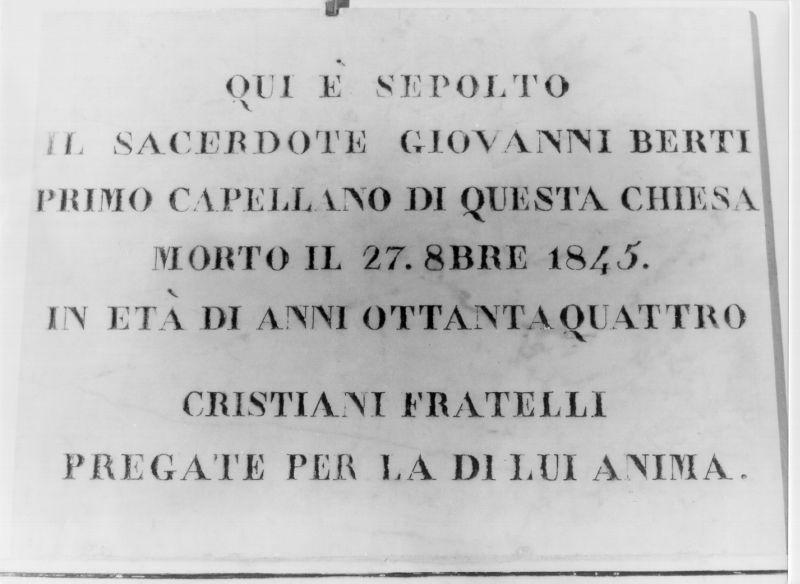 QUI È SEPOLTO
IL SACERDOTE GIOVANNI BERTI
PRIMO CAPELLANO DI QUESTA CHIESA
MORTO IL 27. 8BRE 1845.
IN ETÀ DI ANNI OTTANTAQUATTRO
CRISTIANI FRATELLI
PREGATE PER LA DI LUI ANIMA.